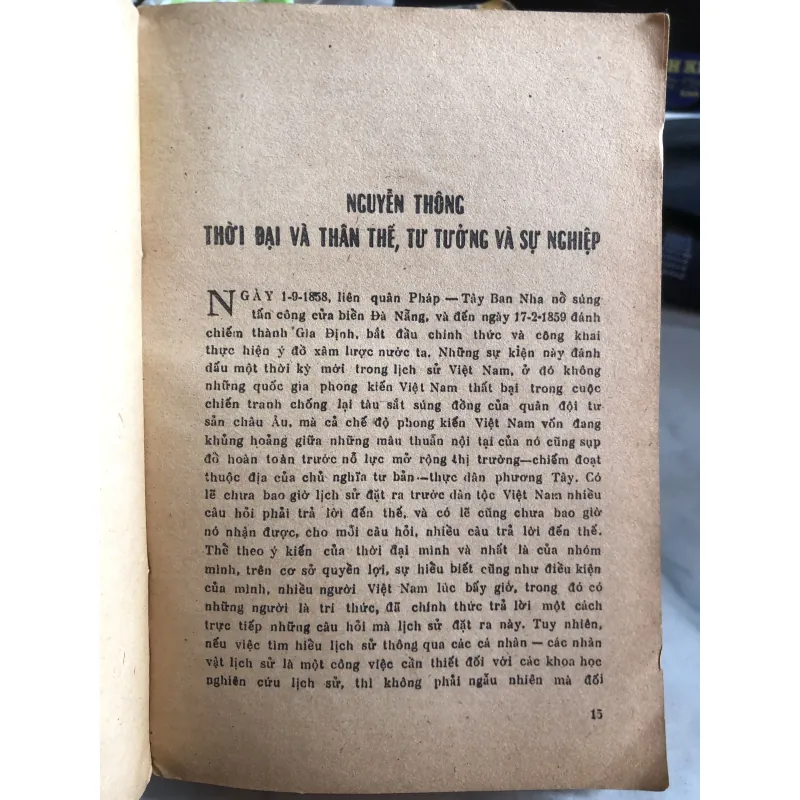 NGUYỄN THÔNG
THỜI ĐẠI VÀ THÂN THẾ, TƯ TƯỞNG VÀ SỰ NGHIỆP
NGÀY 1-9-1858, liên quân Pháp — Tây Ban Nha nổ súng
tấn công cửa biển Đà Nẵng, và đến ngày 17-2-1859 đánh
chiếm thành Gia Định, bắt đầu chính thức và công khai
thực hiện ý đồ xâm lược nước ta. Những sự kiện này đánh
dấu một thời kỳ mới trong lịch sử Việt Nam, ở đó không
những quốc gia phong kiến Việt Nam thất bại trong cuộc
chiến tranh chống lại tàu sắt súng đồng của quân đội tư
sản châu Âu, mà cả chế độ phong kiến Việt Nam vốn đang
khủng hoảng giữa những mâu thuẫn nội tại của nó cũng sụp
đổ hoàn toàn trước nỗ lực mở rộng thị trường—chiếm đoạt
thuộc địa của chủ nghĩa tư bản—thực dân phương Tây. Có
lẽ chưa bao giờ lịch sử đặt ra trước dân tộc Việt Nam nhiều
câu hỏi phải trả lời đến thế, và có lẽ cũng chưa bao giờ
nó nhận được, cho mỗi câu hỏi, nhiều câu trả lời đến thế.
Thể theo ý kiến của thời đại mình và nhất là của nhóm
mình, trên cơ sở quyền lợi, sự hiểu biết cũng như điều kiện
của mình, nhiều người Việt Nam lúc bấy giờ, trong đó có
những người là trí thức, đã chính thức trả lời một cách
trực tiếp những câu hỏi mà lịch sử đặt ra này. Tuy nhiên,
nếu việc tìm hiểu lịch sử thông qua các cá nhân — các nhân
vật lịch sử là một công việc cần thiết đối với các khoa học
nghiên cứu lịch sử, thì không phải ngẫu nhiên mà đối
15